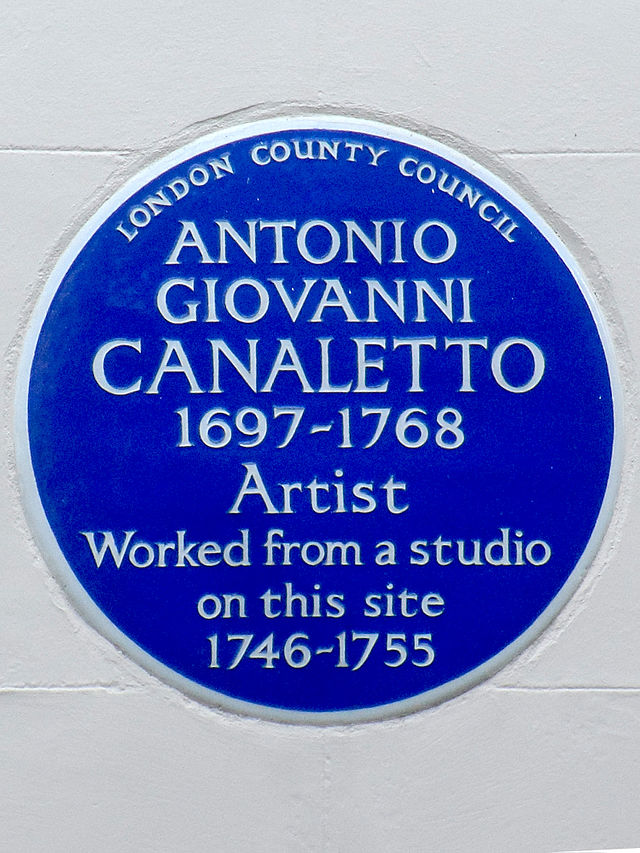 LONDON COUNTY COUNCIL
ANTONIO
GIOVANNI
CANALETTO
1697-1768
Artist
Worked from a studio
on this site
1746-1755